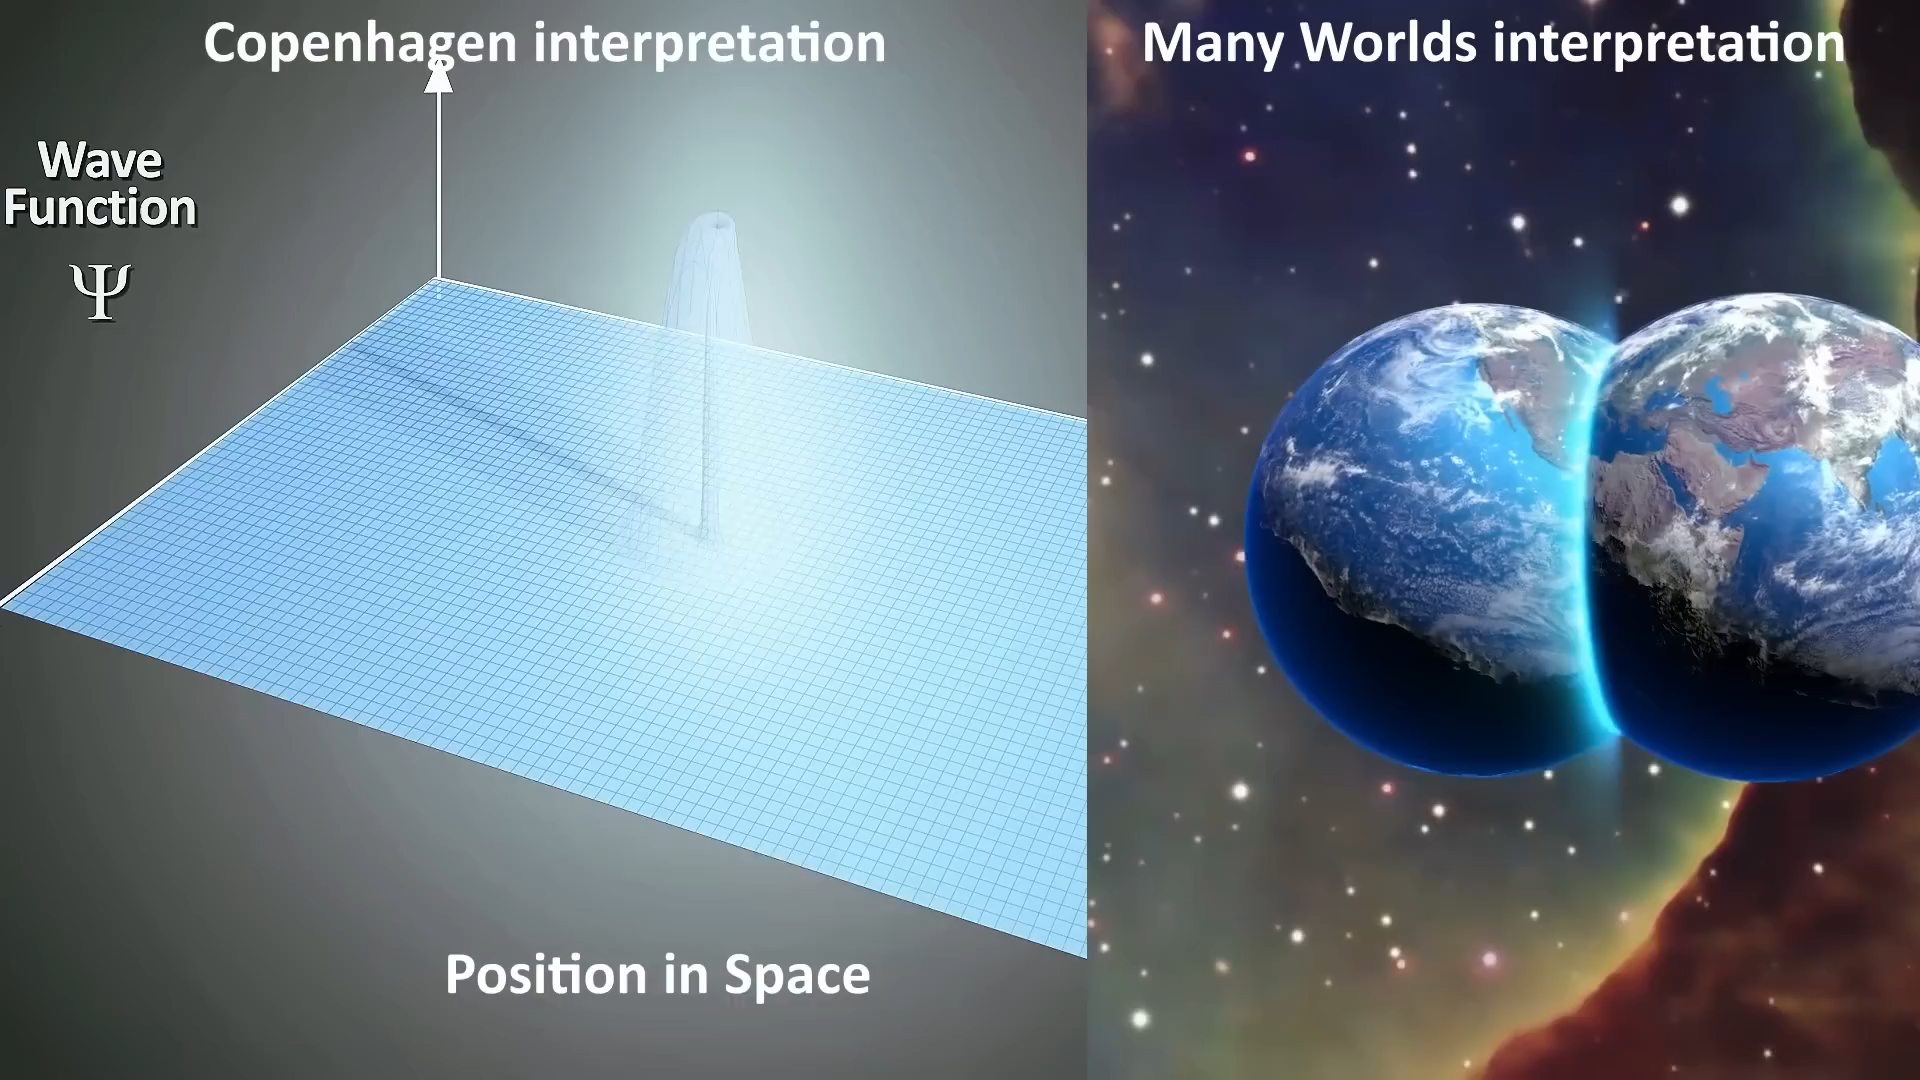 Copenhagen interpretation
Many Worlds interpretation
Wave
Function
Ψ
Position in Space